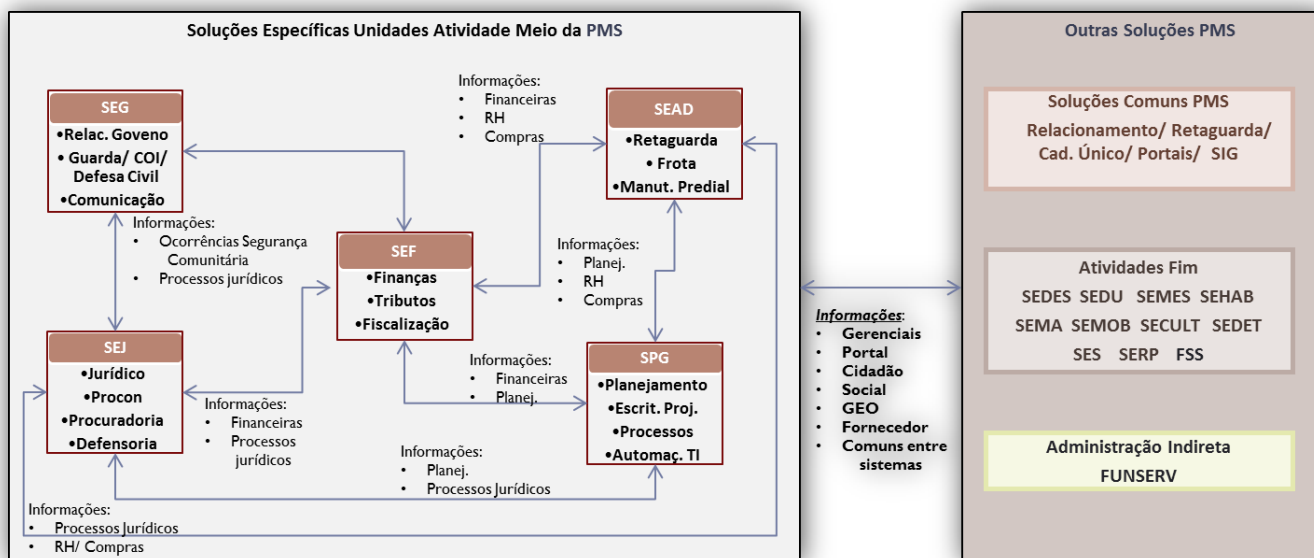 Soluções Específicas Unidades Atividade Meio da PMS
SEG
•Relac. Goveno
• Guarda/ COI/
Defesa Civil
•Comunicação
Informações:
• Financeiras
• RH
• Compras
SEAD
•Retaguarda
• Frota
•Manut. Predial
Informações:
• Ocorrências Segurança
Comunitária
• Processos jurídicos
SEF
•Finanças
•Tributos
•Fiscalização
Informações:
• Planej.
• RH
• Compras
SEJ
•Jurídico
•Procon
•Procuradoria
•Defensoria
Informações:
• Financeiras
• Processos
jurídicos
Informações:
• Financeiras
• Planej.
SPG
•Planejamento
•Escrit. Proj.
•Processos
•Automaç. TI
Informações:
• Planej.
• Processos Jurídicos
Informações:
• Processos Jurídicos
• RH/ Compras
Informações:
• Gerenciais
• Portal
• Cidadão
• Social
• GEO
• Fornecedor
• Comuns entre
sistemas
Outras Soluções PMS
Soluções Comuns PMS
Relacionamento/ Retaguarda/
Cad. Único/ Portais/ SIG
Atividades Fim
SEDES SEDU SEMES SEHAB
SEMA SEMOB SECULT SEDET
SES SERP FSS
Administração Indireta
FUNSERV